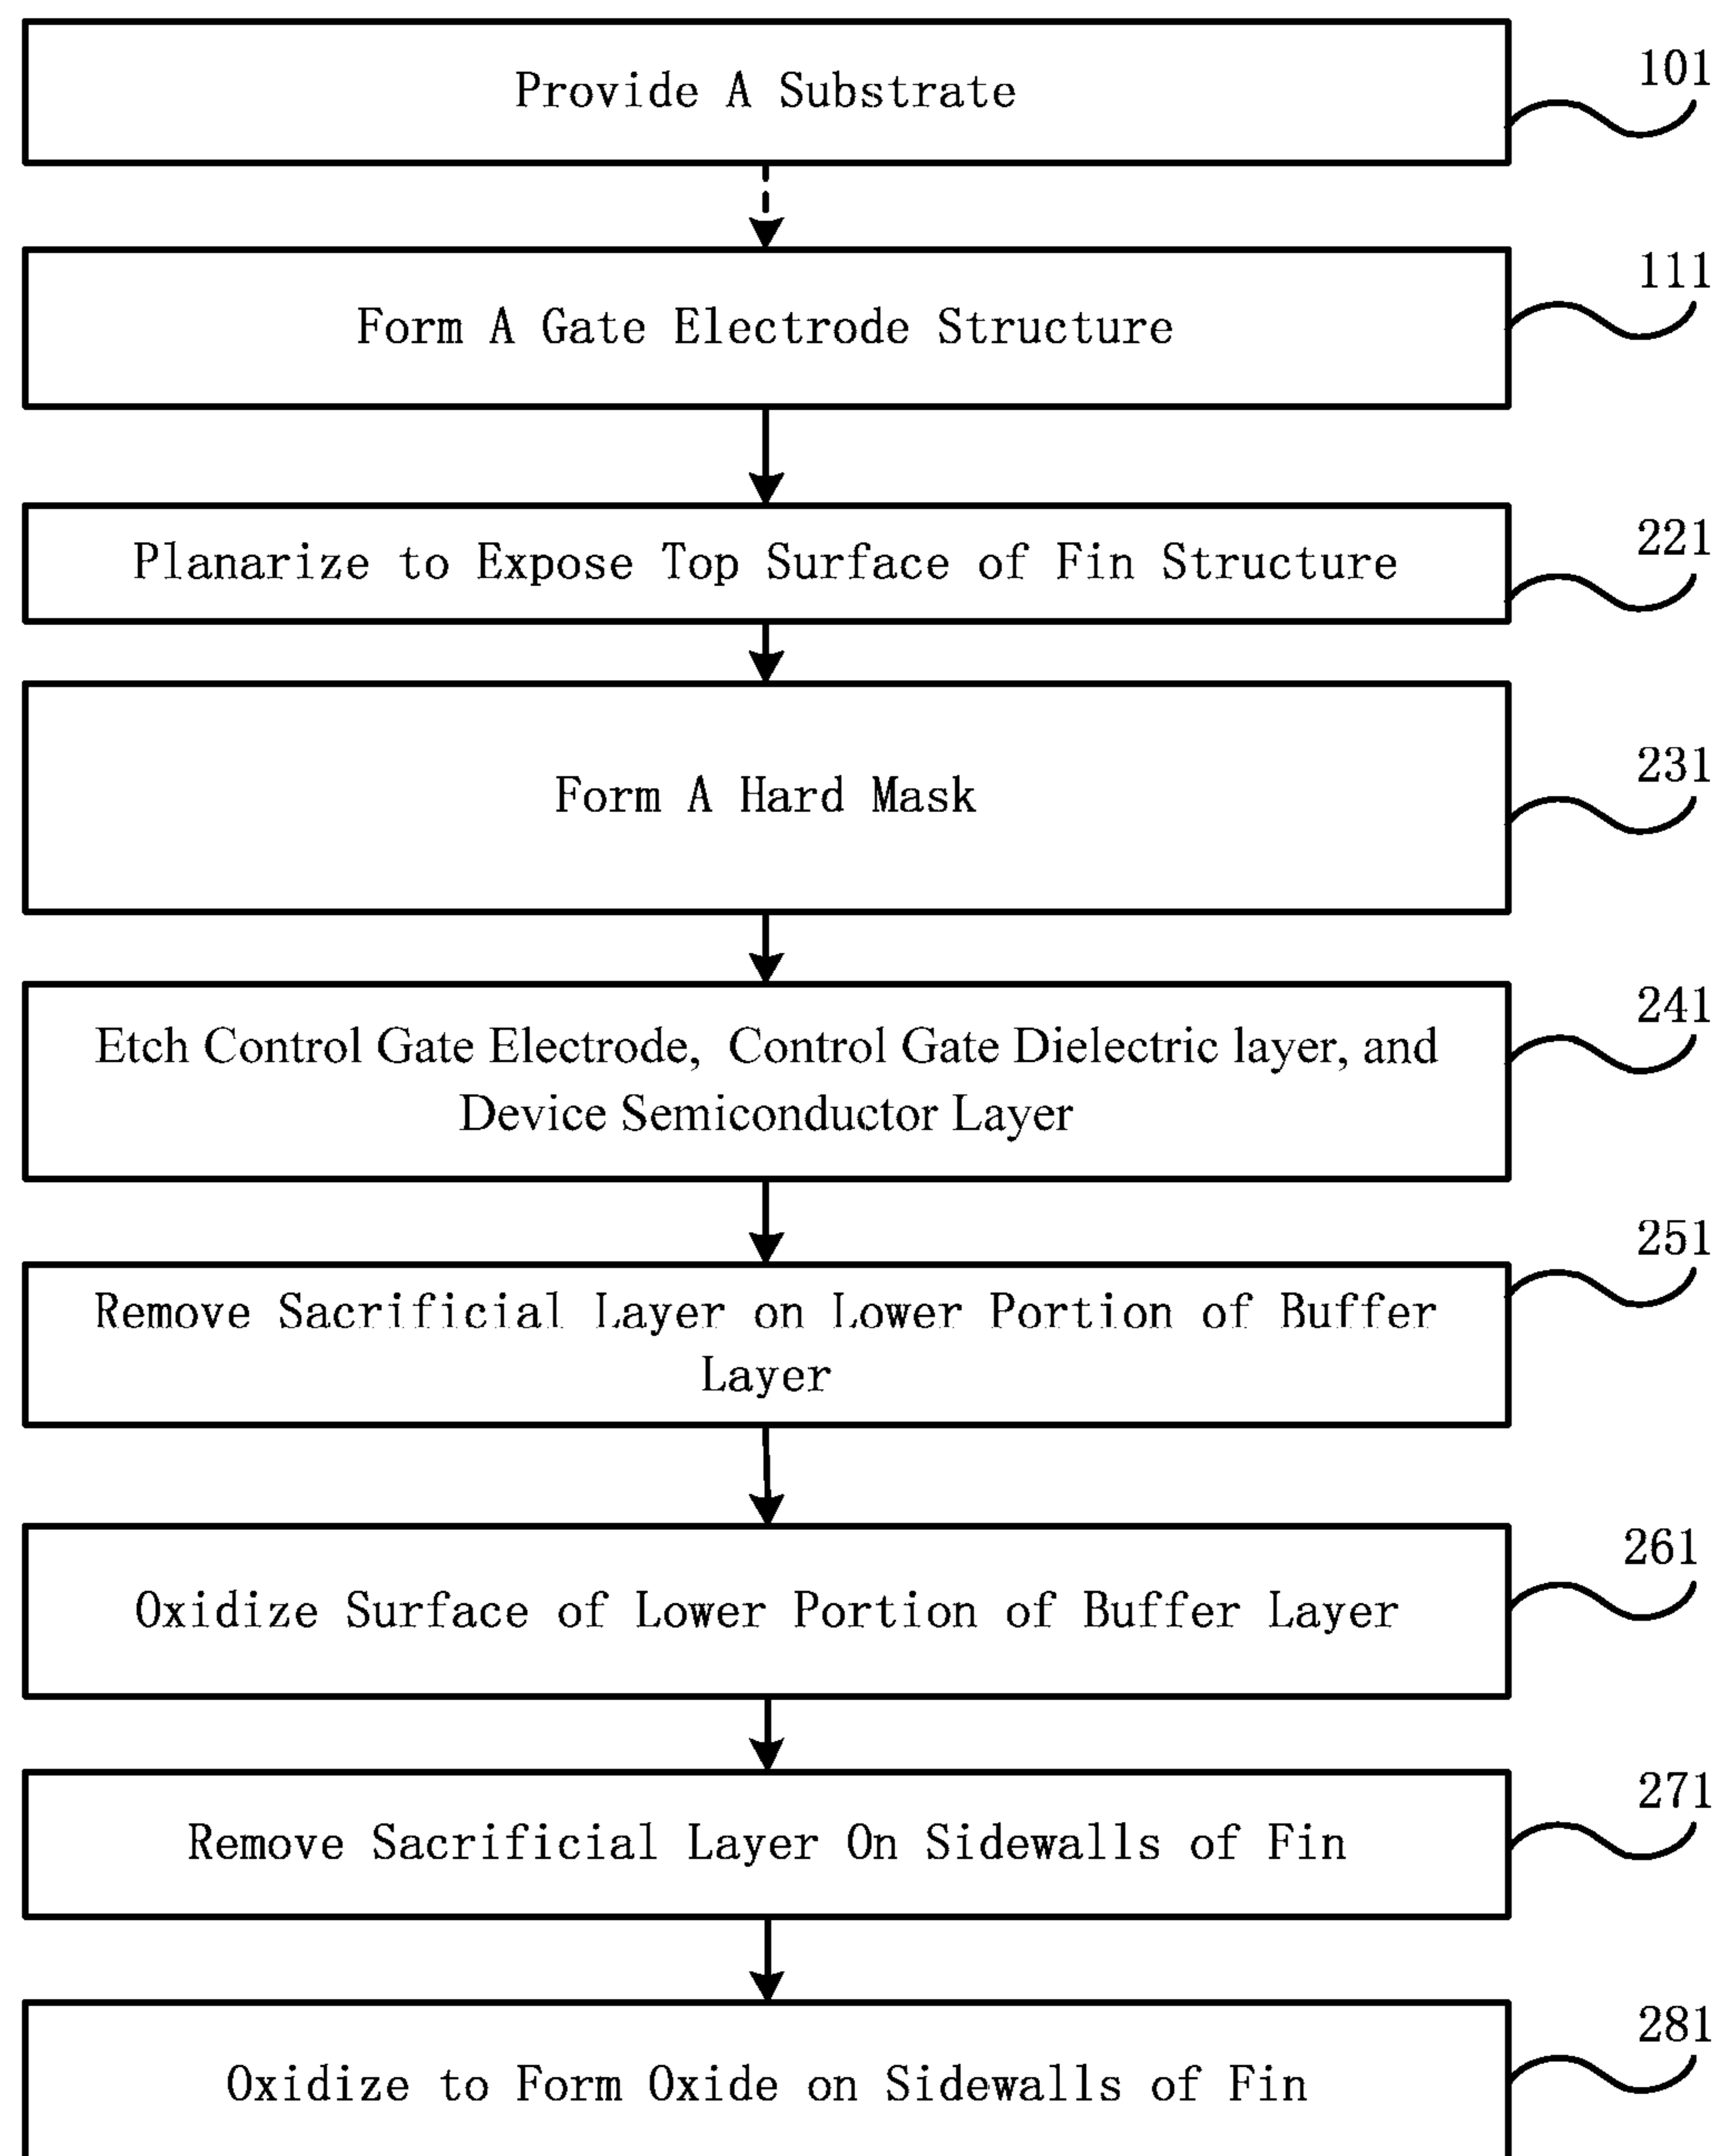 Provide A Substrate
101
Form A Gate Electrode Structure
111
Planarize to Expose Top Surface of Fin Structure
221
Form A Hard Mask
231
Etch Control Gate Electrode, Control Gate Dielectric layer, and
Device Semiconductor Layer
241
Remove Sacrificial Layer on Lower Portion of Buffer
Layer
251
Oxidize Surface of Lower Portion of Buffer Layer
261
Remove Sacrificial Layer On Sidewalls of Fin
271
Oxidize to Form Oxide on Sidewalls of Fin
281